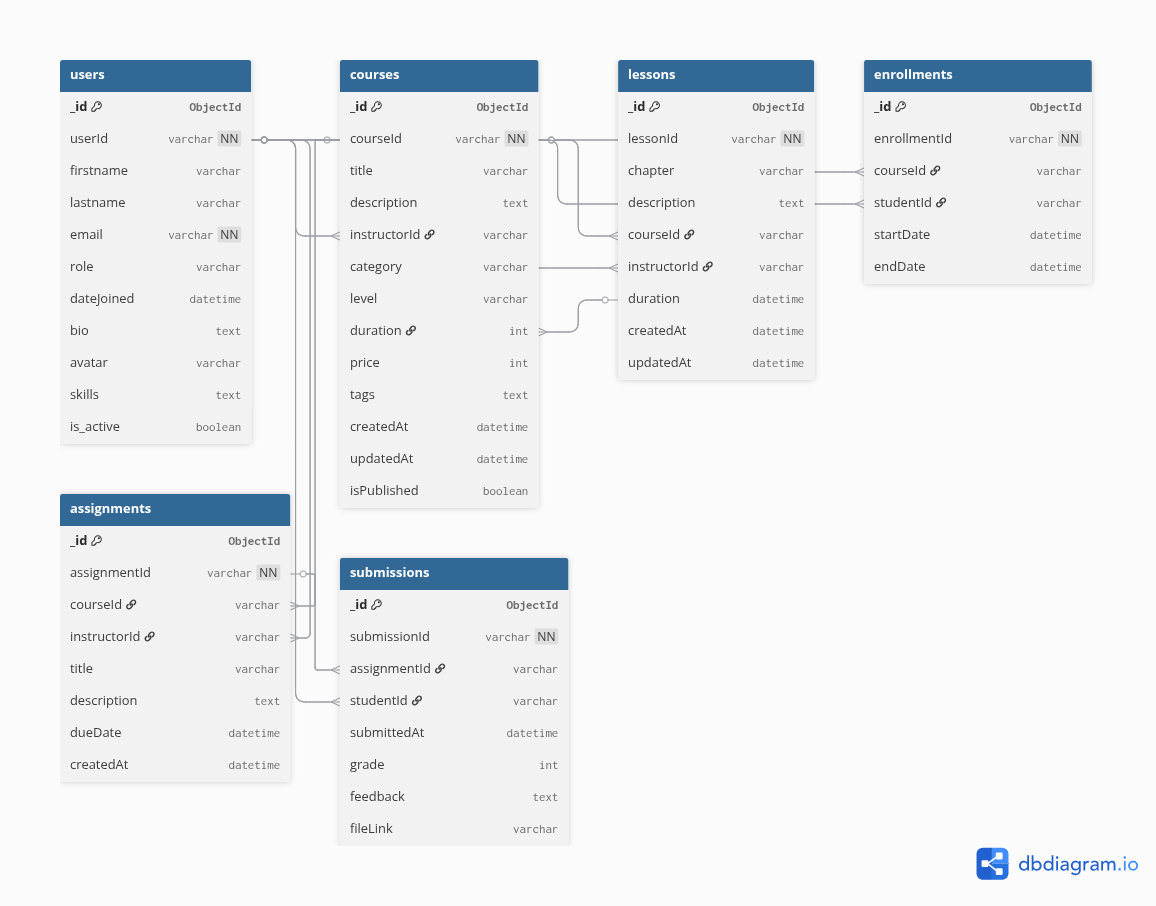 users
_id ObjectId
userId varchar NN
firstname varchar
lastname varchar
email varchar NN
role varchar
dateJoined datetime
bio text
avatar varchar
skills text
is_active boolean
courses
_id ObjectId
courseId varchar NN
title varchar
description text
instructorId varchar
category varchar
level varchar
duration int
price int
tags text
createdAt datetime
updatedAt datetime
isPublished boolean
lessons
_id ObjectId
lessonId varchar NN
chapter varchar
description text
courseId varchar
instructorId varchar
duration datetime
createdAt datetime
updatedAt datetime
enrollments
_id ObjectId
enrollmentId varchar NN
courseId varchar
studentId varchar
startDate datetime
endDate datetime
assignments
_id ObjectId
assignmentId varchar NN
courseId varchar
instructorId varchar
title varchar
description text
dueDate datetime
createdAt datetime
submissions
_id ObjectId
submissionId varchar NN
assignmentId varchar
studentId varchar
submittedAt datetime
grade int
feedback text
fileLink varchar
dbdiagram.io